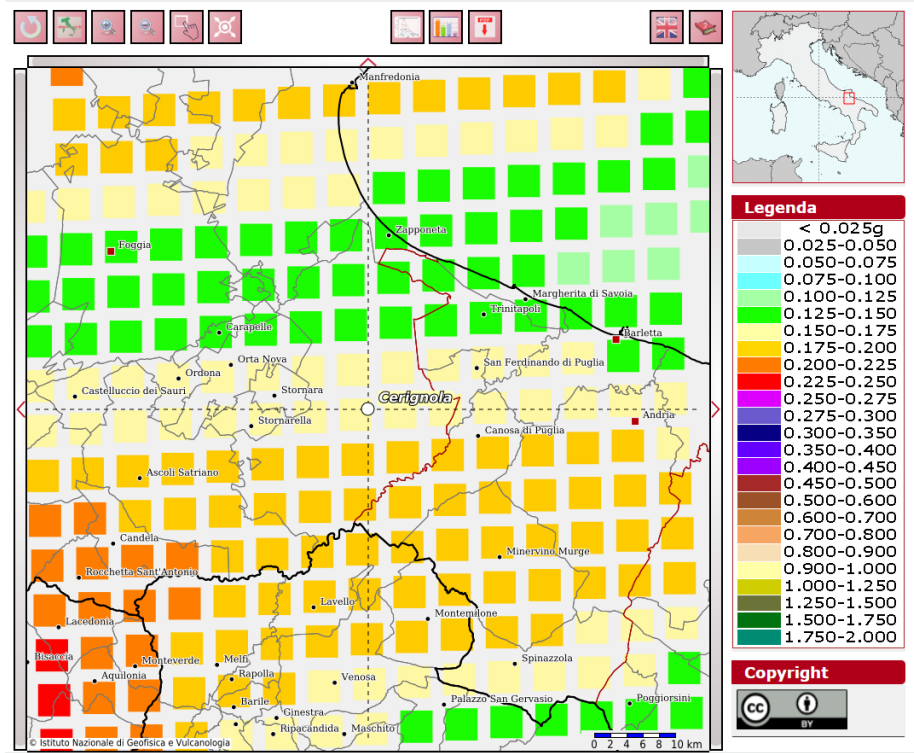 Manfredonia
Zapponeta
Foggia
Margherita di Savoia
Trinitapoli
Carapelle
Barletta
Orta Nova
San Ferdinando di Puglia
Ordona
Castelluccio dei Sauri
Stornara
Cerignola
Andria
Stornarella
Canosa di Puglia
Ascoli Satriano
Candela
Minervino Murge
Rocchetta Sant'Antonio
Lavello
Montemilone
Lacedonia
Bisaccia
Monteverde
Melfi
Spinazzola
Aquilonia
Rapolla
Venosa
Barile
Palazzo San Gervasio
Poggiorsini
Ginestra
Ripacandida
Maschito
© Istituto Nazionale di Geofisica e Vulcanologia
0 2 4 6 8 10 km
PDF
Legenda
< 0.025g
0.025-0.050
0.050-0.075
0.075-0.100
0.100-0.125
0.125-0.150
0.150-0.175
0.175-0.200
0.200-0.225
0.225-0.250
0.250-0.275
0.275-0.300
0.300-0.350
0.350-0.400
0.400-0.450
0.450-0.500
0.500-0.600
0.600-0.700
0.700-0.800
0.800-0.900
0.900-1.000
1.000-1.250
1.250-1.500
1.500-1.750
1.750-2.000
Copyright
cc
BY